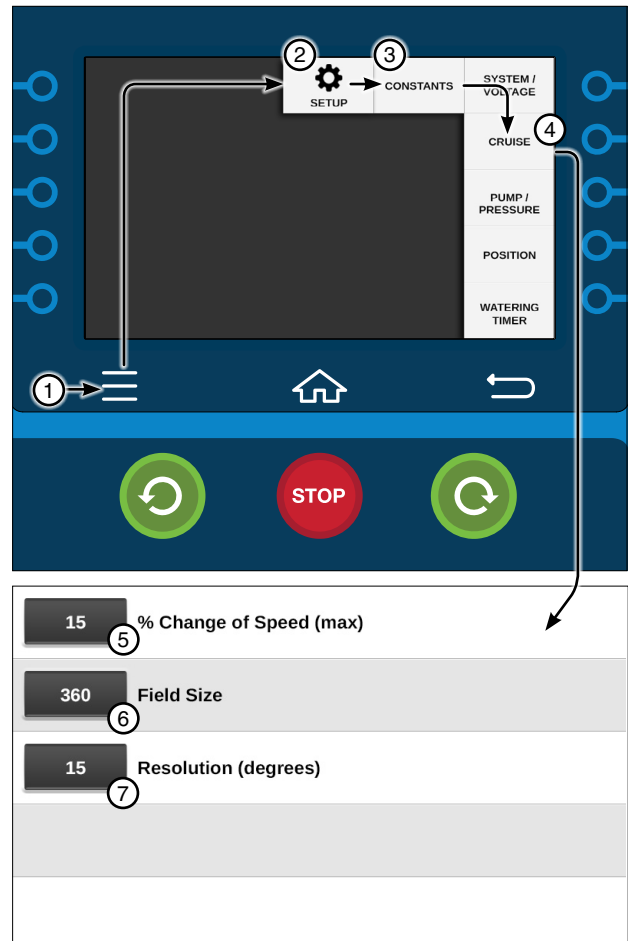 2
3
SETUP
CONSTANTS
SYSTEM /
VOLTAGE
4
CRUISE
PUMP /
PRESSURE
POSITION
WATERING
TIMER
1
STOP
15
5
% Change of Speed (max)
360
6
Field Size
15
7
Resolution (degrees)